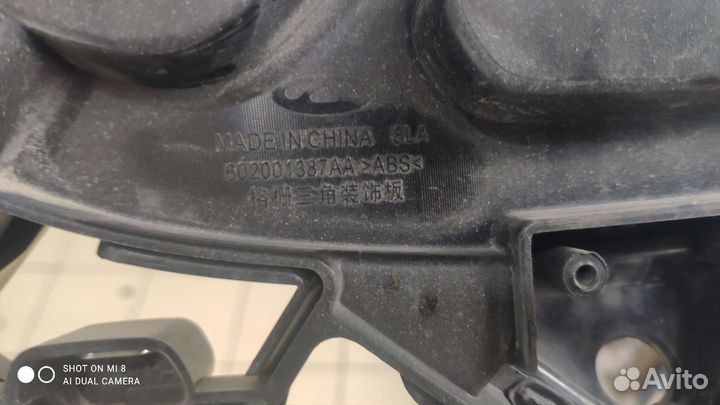 MADE IN CHINA 8LA
602001387AA >ABS<
格栅三角装饰板
SHOT ON MI 8
AI DUAL CAMERA
Avito